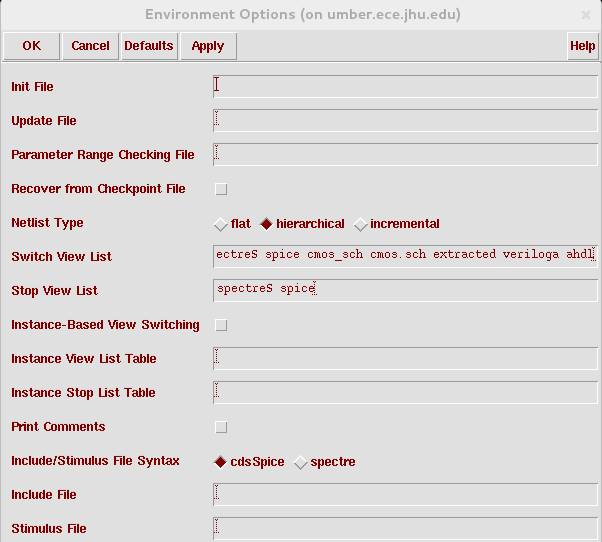 Environment Options (on umber.ece.jhu.edu)
OK Cancel Defaults Apply Help
Init File
Update File
Parameter Range Checking File
Recover from Checkpoint File
Netlist Type flat hierarchical incremental
Switch View List ectreS spice cmos_sch cmos.sch extracted veriloga ahdl
Stop View List spectreS spice
Instance-Based View Switching
Instance View List Table
Instance Stop List Table
Print Comments
Include/Stimulus File Syntax cdsSpice spectre
Include File
Stimulus File